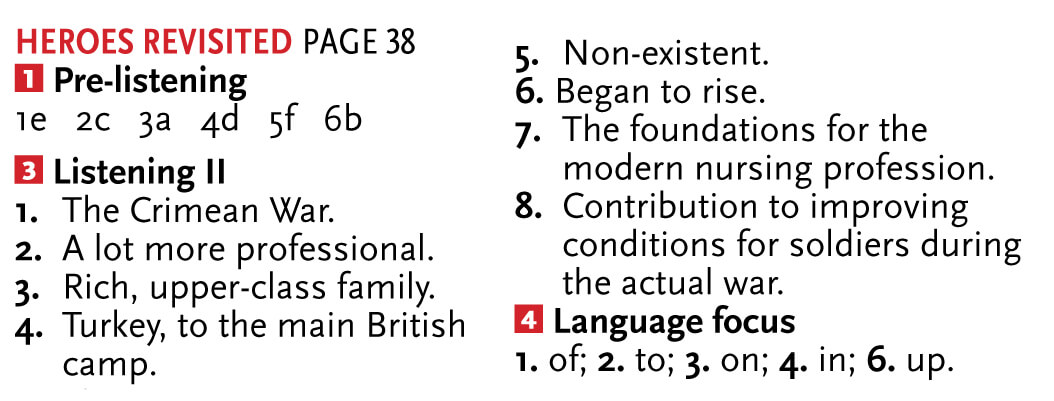 HEROES REVISITED PAGE 38
1 Pre-listening
1e 2c 3a 4d 5f 6b
3 Listening II
1. The Crimean War.
2. A lot more professional.
3. Rich, upper-class family.
4. Turkey, to the main British
camp.
5. Non-existent.
6. Began to rise.
7. The foundations for the
modern nursing profession.
8. Contribution to improving
conditions for soldiers during
the actual war.
4 Language focus
1. of; 2. to; 3. on; 4. in; 6. up.